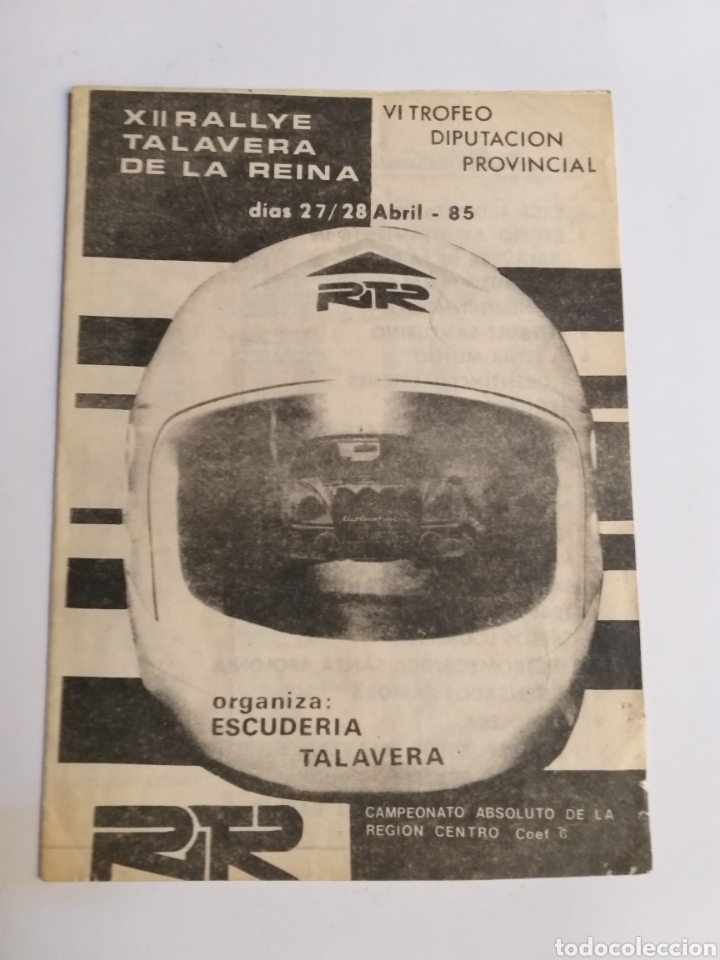 XII RALLYE
TALAVERA
DE LA REINA
VI TROFEO
DIPUTACION
PROVINCIAL
dias 27/28 Abril - 85
RTR
organiza:
ESCUDERIA
TALAVERA
RTR
CAMPEONATO ABSOLUTO DE LA
REGION CENTRO Coef 6
todocoleccion